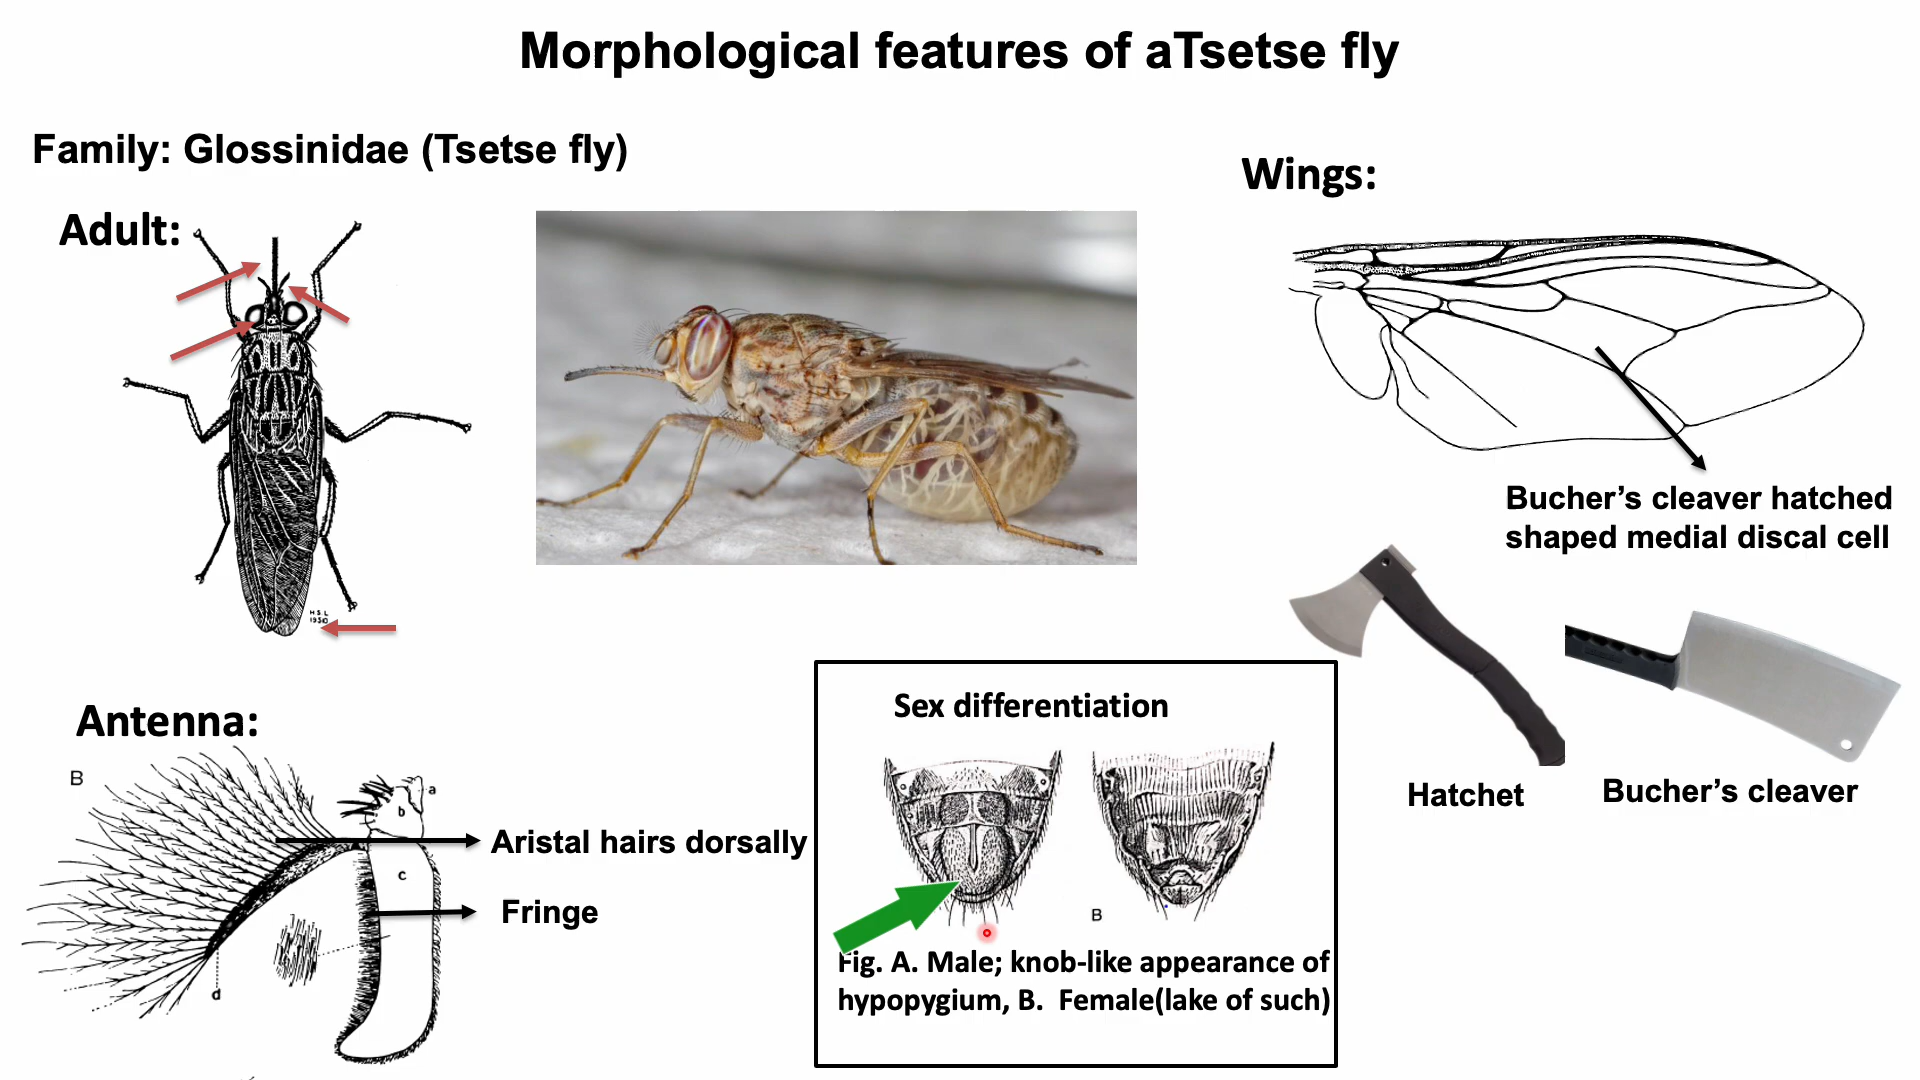 Morphological features of aTsetse fly
Family: Glossinidae (Tsetse fly)
Adult:
H S L
1930
Wings:
Bucher’s cleaver hatched
shaped medial discal cell
Hatchet
Bucher’s cleaver
Antenna:
B
a
b
c
d
Aristal hairs dorsally
Fringe
Sex differentiation
B
Fig. A. Male; knob-like appearance of
hypopygium, B. Female(lake of such)